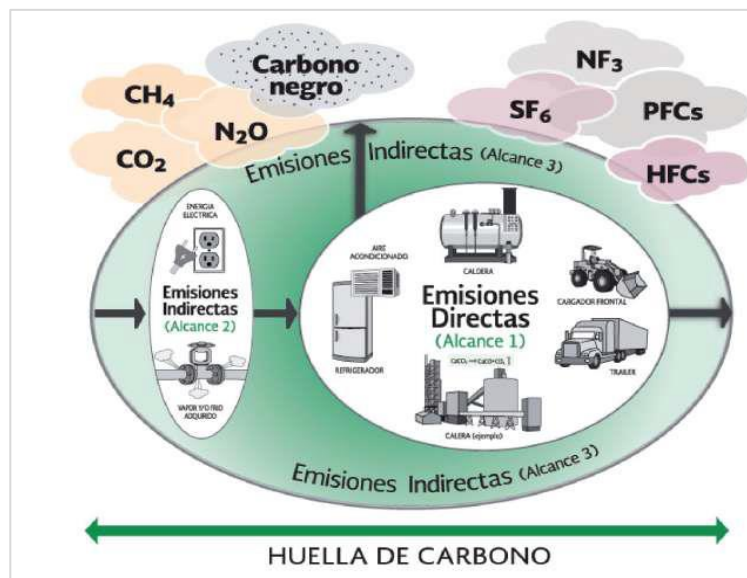 Carbono
negro
CH₄
N₂O
CO₂
NF₃
SF₆
PFCs
HFCs
Emisiones Indirectas (Alcance 3)
ENERGIA
ELECTRICA
Emisiones
Indirectas
(Alcance 2)
VAPOR Y/O FRIO
ADQUIRIDO
AIRE
ACONDICIONADO
REFRIGERADOR
CALDERA
Emisiones
Directas
(Alcance 1)
CALERA (ejemplo)
CARGADOR FRONTAL
TRAILER
Emisiones Indirectas (Alcance 3)
HUELLA DE CARBONO